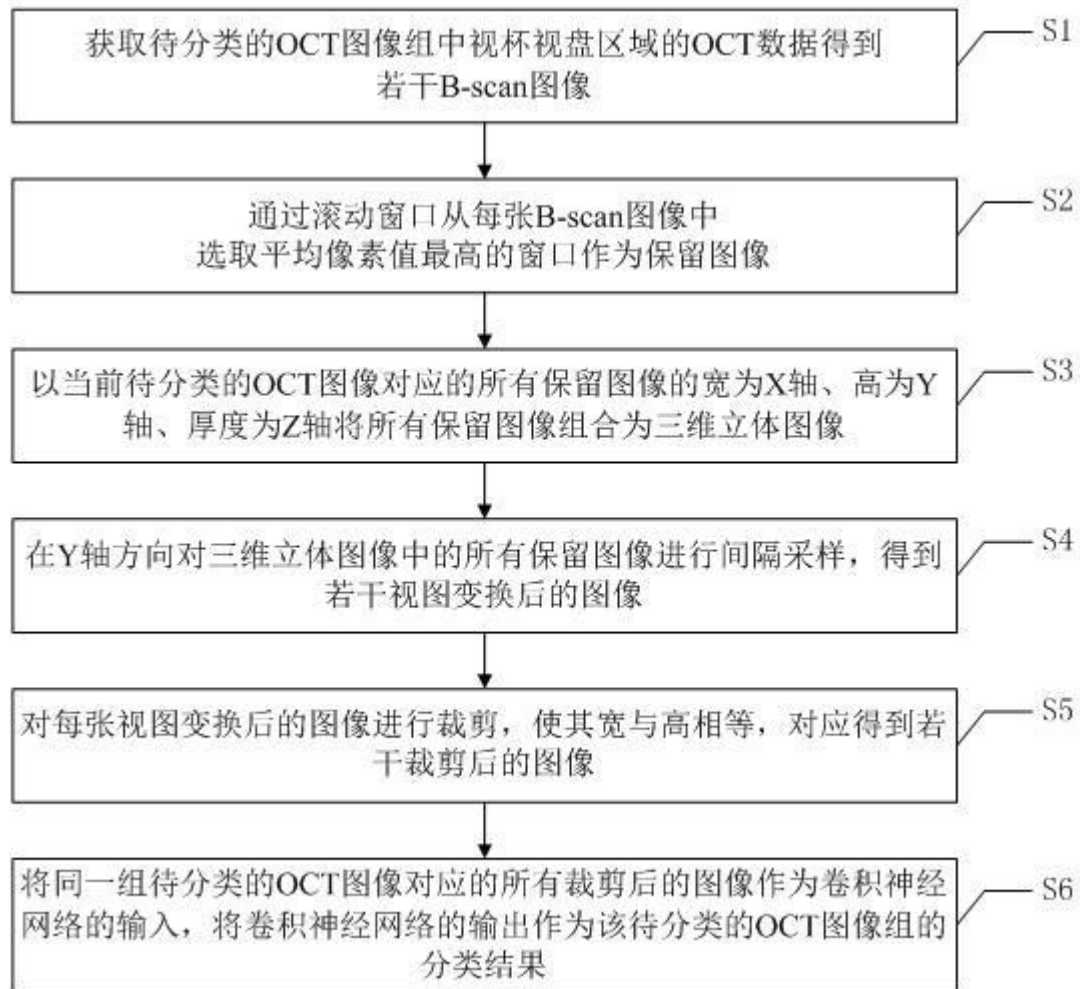 获取待分类的OCT图像组中视杯视盘区域的OCT数据得到
若干B-scan图像
S1
通过滚动窗口从每张B-scan图像中
选取平均像素值最高的窗口作为保留图像
S2
以当前待分类的OCT图像对应的所有保留图像的宽为X轴、高为Y
轴、厚度为Z轴将所有保留图像组合为三维立体图像
S3
在Y轴方向对三维立体图像中的所有保留图像进行间隔采样，得到
若干视图变换后的图像
S4
对每张视图变换后的图像进行裁剪，使其宽与高相等，对应得到若
干裁剪后的图像
S5
将同一组待分类的OCT图像对应的所有裁剪后的图像作为卷积神经
网络的输入，将卷积神经网络的输出作为该待分类的OCT图像组的
分类结果
S6